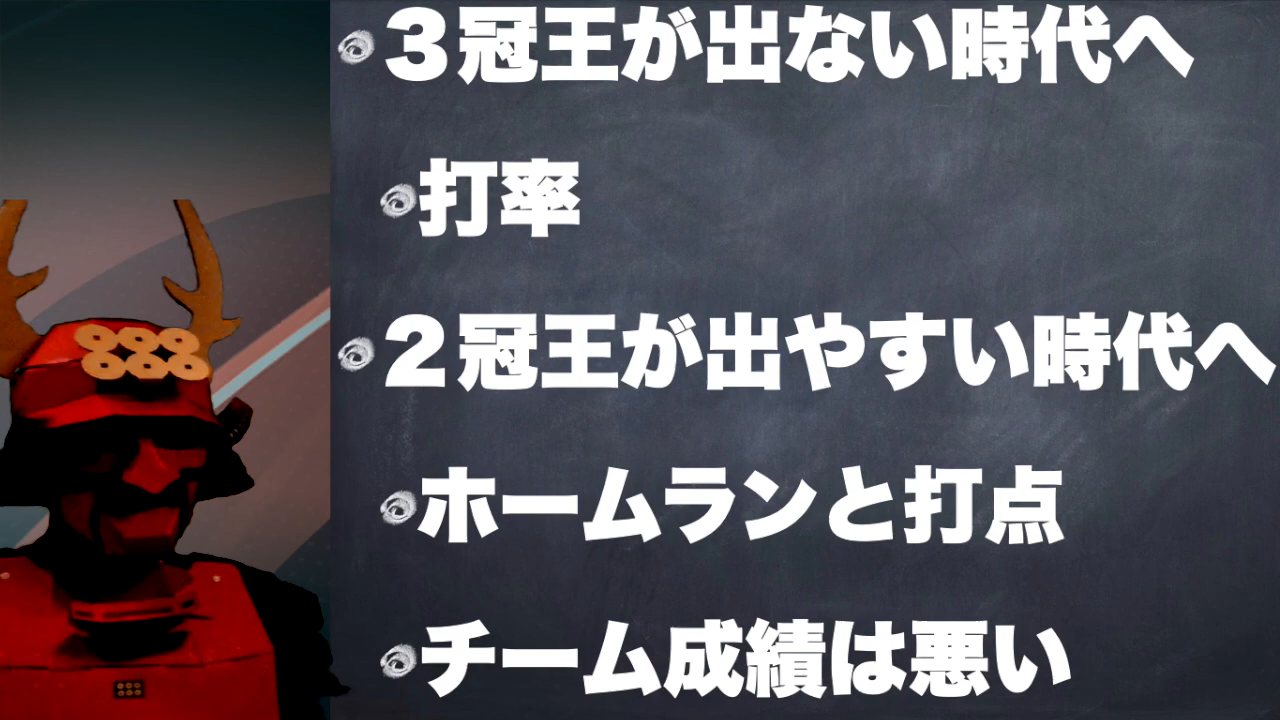 ３冠王が出ない時代へ
打率
２冠王が出やすい時代へ
ホームランと打点
チーム成績は悪い